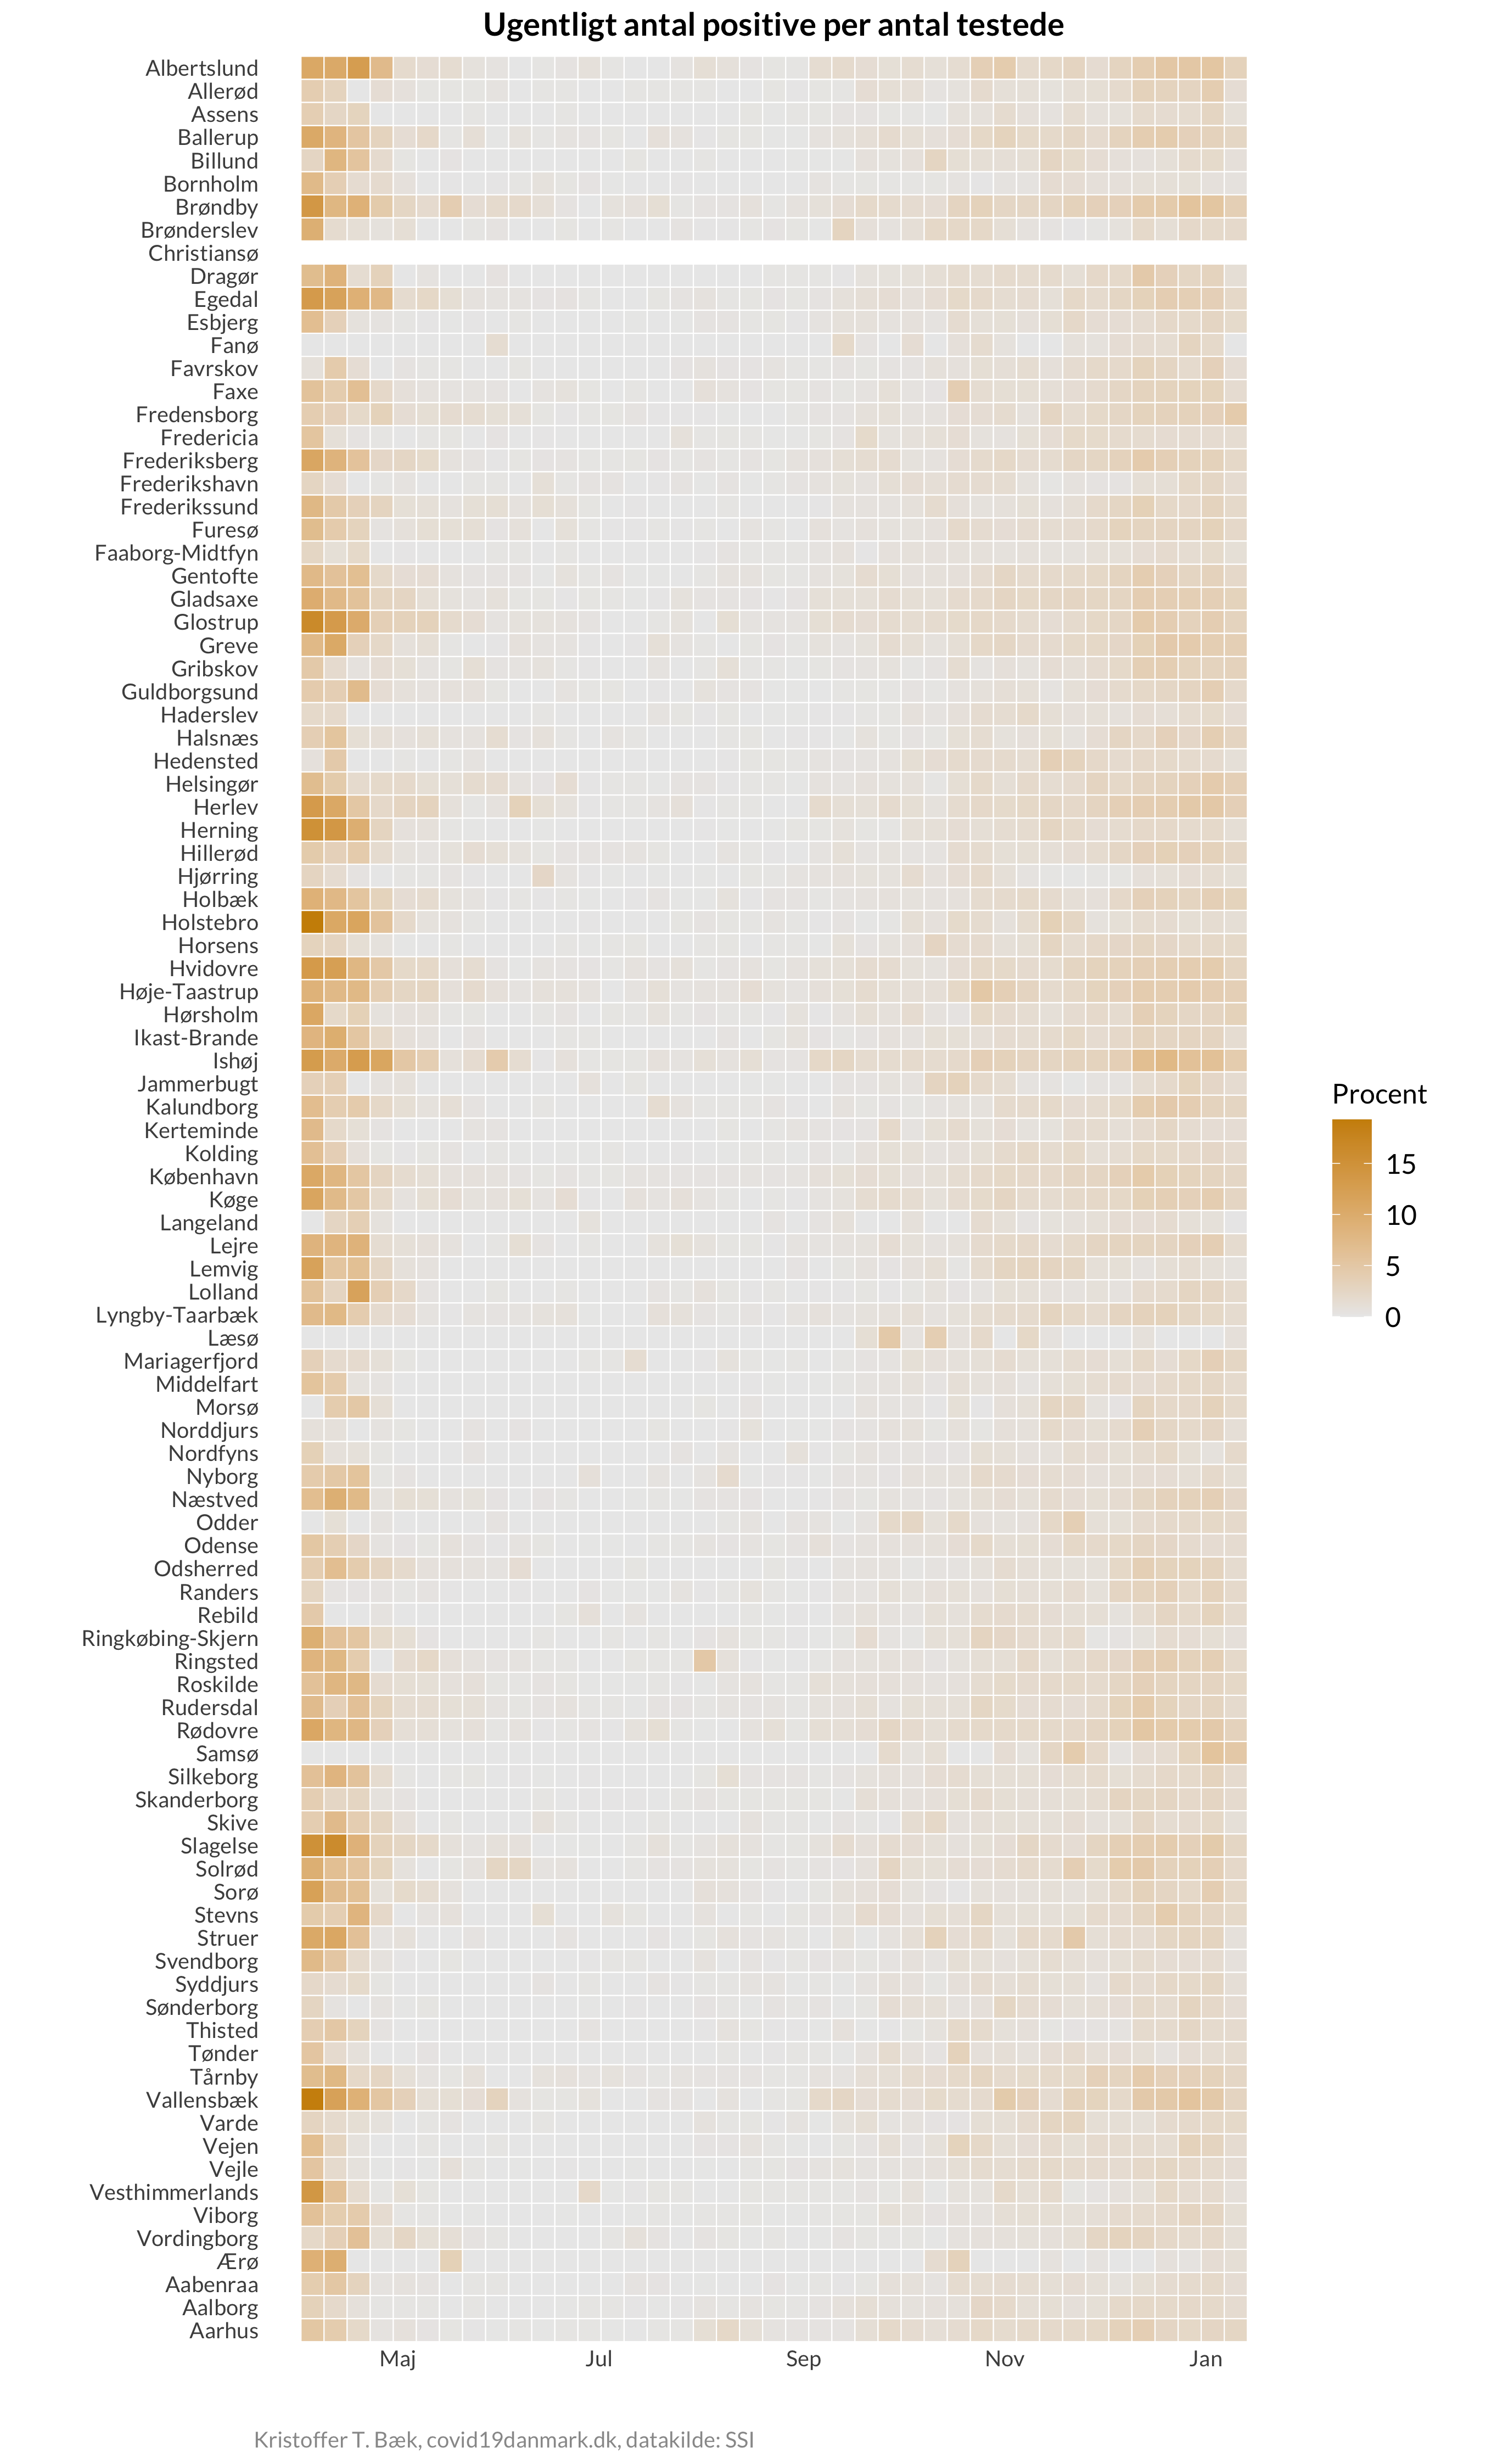 Ugentligt antal positive per antal testede
Albertslund
Allerød
Assens
Ballerup
Billund
Bornholm
Brøndby
Brønderslev
Christiansø
Dragør
Egedal
Esbjerg
Fanø
Favrskov
Faxe
Fredensborg
Fredericia
Frederiksberg
Frederikshavn
Frederikssund
Furesø
Faaborg-Midtfyn
Gentofte
Gladsaxe
Glostrup
Greve
Gribskov
Guldborgsund
Haderslev
Halsnæs
Hedensted
Helsingør
Herlev
Herning
Hillerød
Hjørring
Holbæk
Holstebro
Horsens
Hvidovre
Høje-Taastrup
Hørsholm
Ikast-Brande
Ishøj
Jammerbugt
Kalundborg
Kerteminde
Kolding
København
Køge
Langeland
Lejre
Lemvig
Lolland
Lyngby-Taarbæk
Læsø
Mariagerfjord
Middelfart
Morsø
Norddjurs
Nordfyns
Nyborg
Næstved
Odder
Odense
Odsherred
Randers
Rebild
Ringkøbing-Skjern
Ringsted
Roskilde
Rudersdal
Rødovre
Samsø
Silkeborg
Skanderborg
Skive
Slagelse
Solrød
Sorø
Stevns
Struer
Svendborg
Syddjurs
Sønderborg
Thisted
Tønder
Tårnby
Vallensbæk
Varde
Vejen
Vejle
Vesthimmerlands
Viborg
Vordingborg
Ærø
Aabenraa
Aalborg
Aarhus
Maj Jul Sep Nov Jan
Procent
15
10
5
0
Kristoffer T. Bæk, covid19danmark.dk, datakilde: SSI